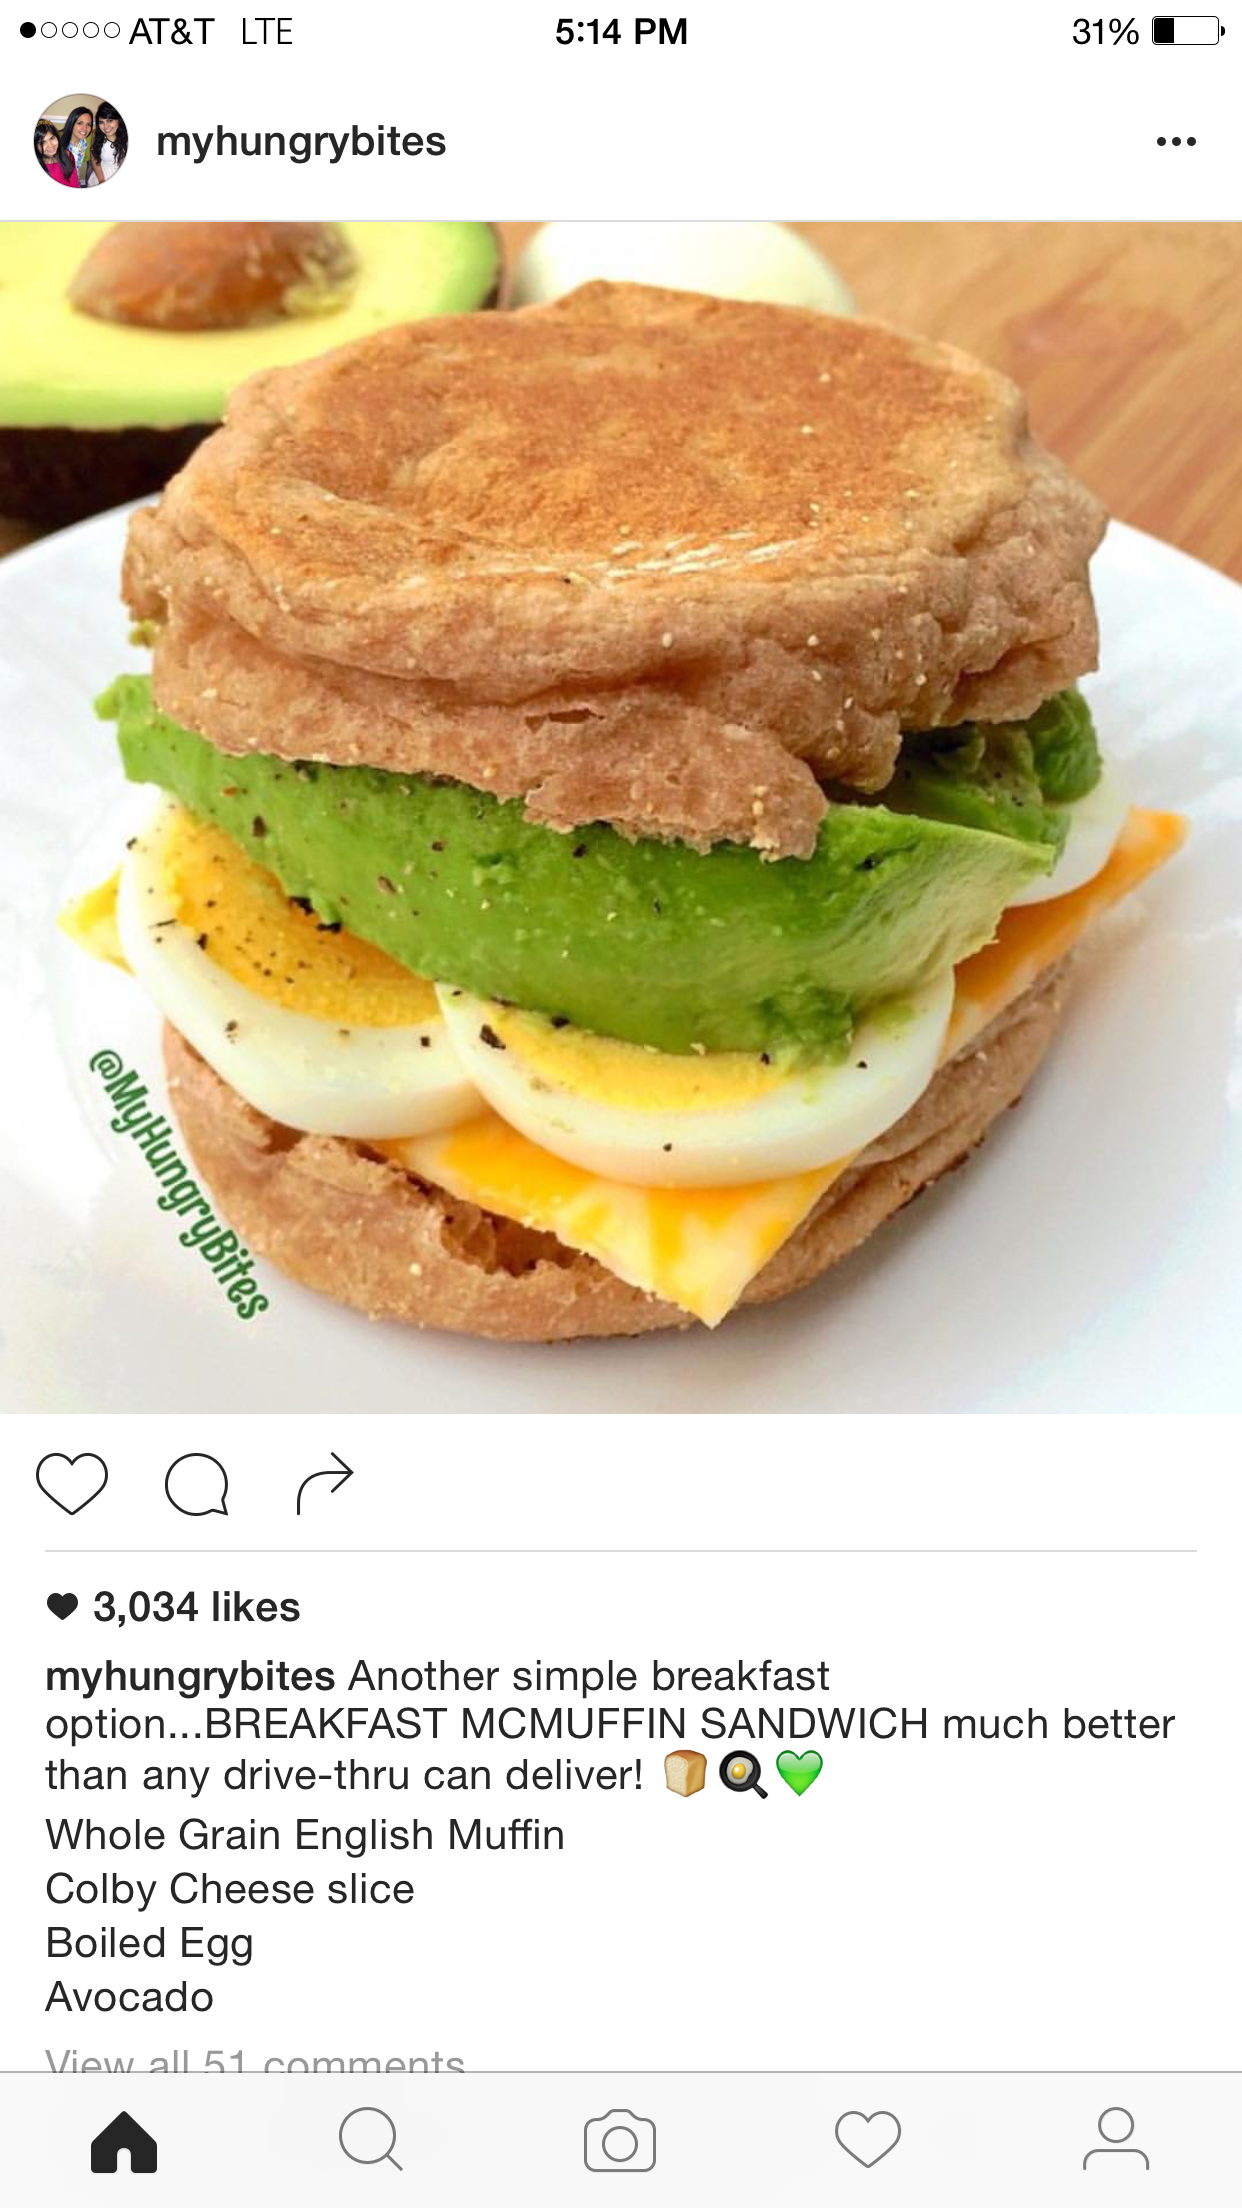 AT&T LTE 5:14 PM 31%
myhungrybites
@MyHungryBites
3,034 likes
myhungrybites Another simple breakfast
option...BREAKFAST MCMUFFIN SANDWICH much better
than any drive-thru can deliver! 🍞🍳💚
Whole Grain English Muffin
Colby Cheese slice
Boiled Egg
Avocado
View all 51 comments